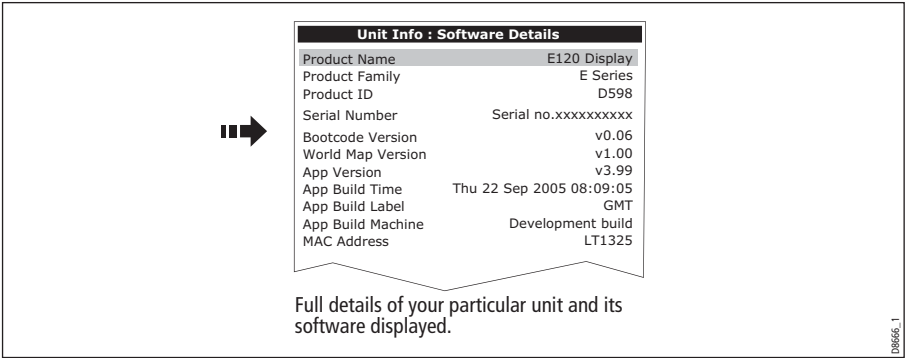 Unit Info : Software Details
Product Name E120 Display
Product Family E Series
Product ID D598
Serial Number Serial no.xxxxxxxxxx
Bootcode Version v0.06
World Map Version v1.00
App Version v3.99
App Build Time Thu 22 Sep 2005 08:09:05
App Build Label GMT
App Build Machine Development build
MAC Address LT1325
Full details of your particular unit and its
software displayed.
D8666_1